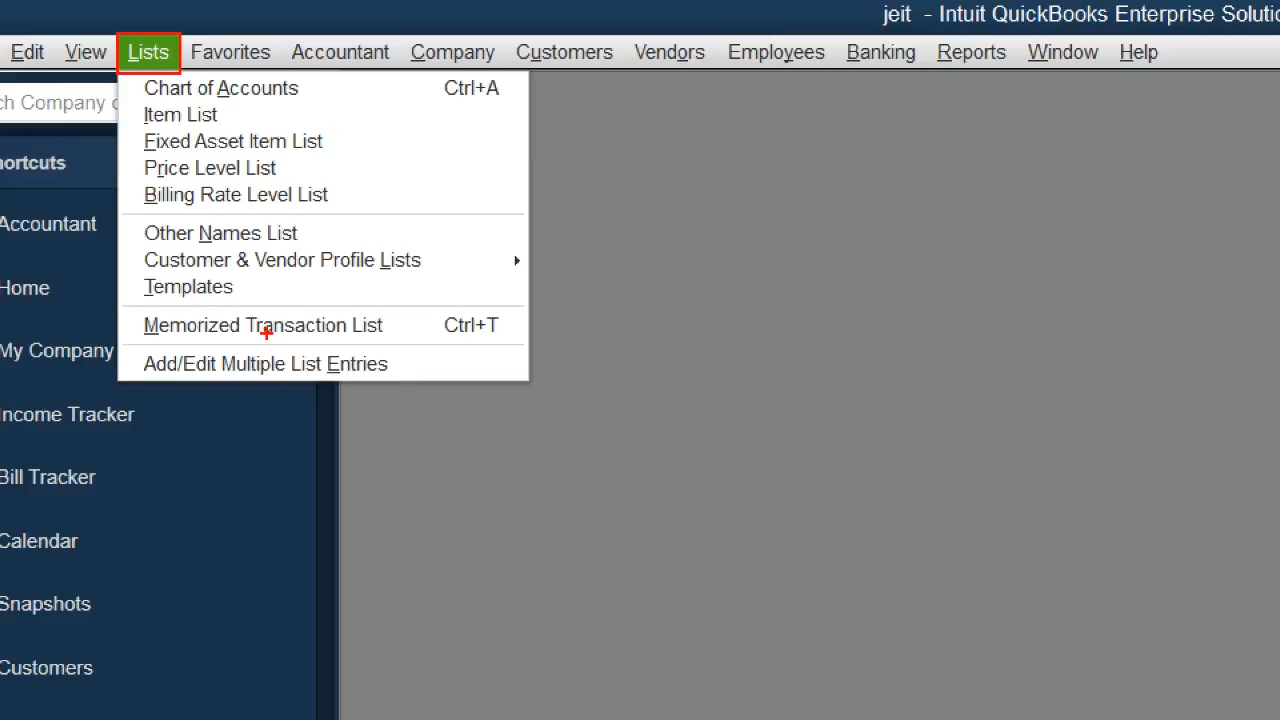 jeit - Intuit QuickBooks Enterprise
Edit View Lists Favorites Accountant Company Customers Vendors Employees Banking Reports Window Help
Chart of Accounts Ctrl+A
Company
Item List
Fixed Asset Item List
Price Level List
Billing Rate Level List
Accountant
Other Names List
Customer & Vendor Profile Lists
Templates
Home
Memorized Transaction List Ctrl+T
My Company
Add/Edit Multiple List Entries
Income Tracker
Bill Tracker
Calendar
Snapshots
Customers